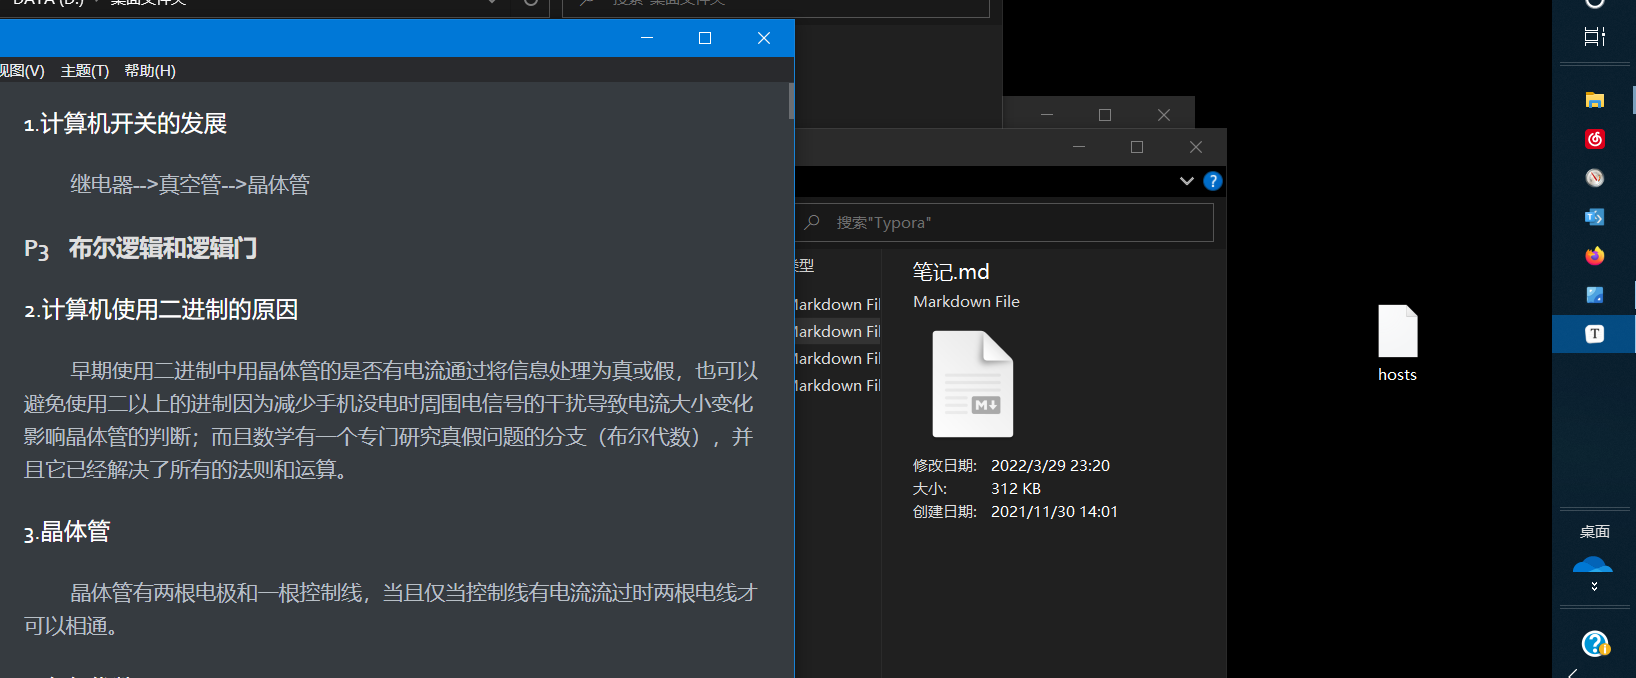 DATA (D:)
桌面文件夹
搜索"桌面文件夹"
视图(V) 主题(T) 帮助(H)
1.计算机开关的发展
继电器-->真空管-->晶体管
P3 布尔逻辑和逻辑门
2.计算机使用二进制的原因
早期使用二进制中用晶体管的是否有电流通过将信息处理为真或假，也可以
避免使用二以上的进制因为减少手机没电时周围电信号的干扰导致电流大小变化
影响晶体管的判断；而且数学有一个专门研究真假问题的分支（布尔代数），并
且它已经解决了所有的法则和运算。
3.晶体管
晶体管有两根电极和一根控制线，当且仅当控制线有电流流过时两根电线才
可以相通。
搜索"Typora"
类型
Markdown Fil
Markdown Fil
Markdown Fil
Markdown Fil
笔记.md
Markdown File
M
修改日期: 2022/3/29 23:20
大小: 312 KB
创建日期: 2021/11/30 14:01
hosts
T
桌面